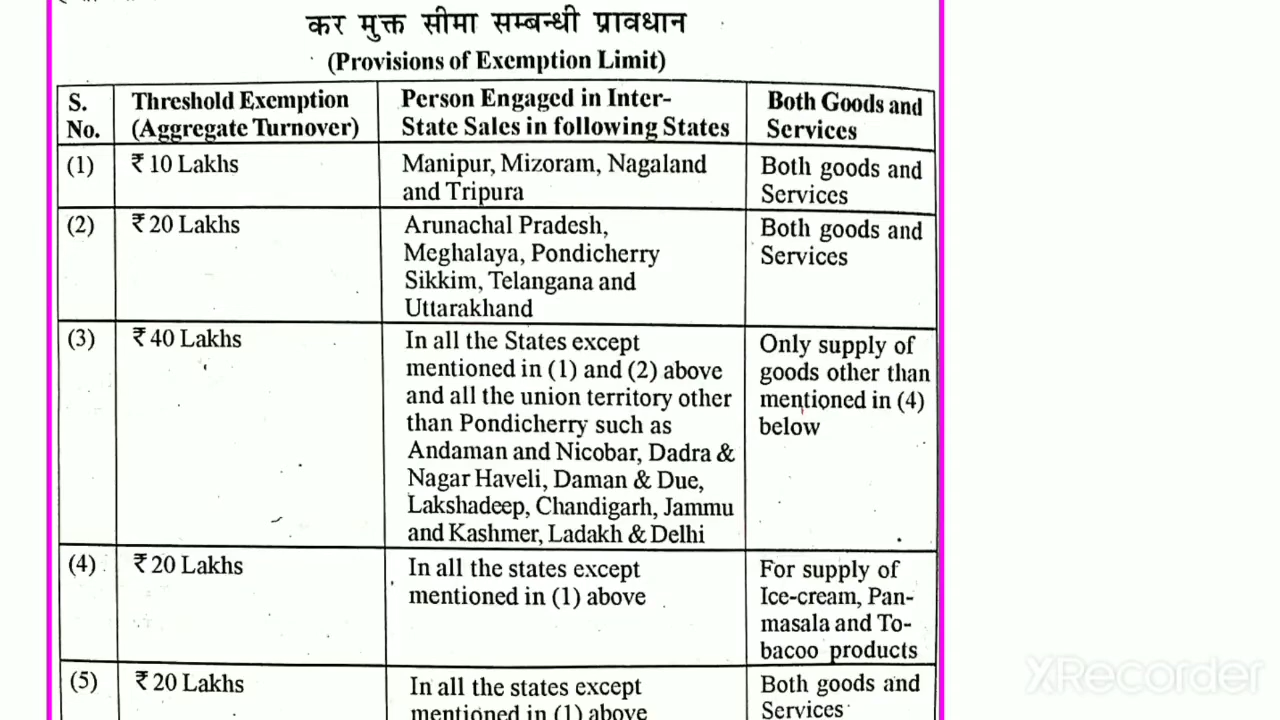 कर मुक्त सीमा सम्बन्धी प्रावधान
(Provisions of Exemption Limit)
S. No.
Threshold Exemption
(Aggregate Turnover)
Person Engaged in Inter-
State Sales in following States
Both Goods and
Services
(1)
₹ 10 Lakhs
Manipur, Mizoram, Nagaland
and Tripura
Both goods and
Services
(2)
₹ 20 Lakhs
Arunachal Pradesh,
Meghalaya, Pondicherry
Sikkim, Telangana and
Uttarakhand
Both goods and
Services
(3)
₹ 40 Lakhs
In all the States except
mentioned in (1) and (2) above
and all the union territory other
than Pondicherry such as
Andaman and Nicobar, Dadra &
Nagar Haveli, Daman & Due,
Lakshadeep, Chandigarh, Jammu
and Kashmer, Ladakh & Delhi
Only supply of
goods other than
mentioned in (4)
below
(4)
₹ 20 Lakhs
In all the states except
mentioned in (1) above
For supply of
Ice-cream, Pan-
masala and To-
bacoo products
(5)
₹ 20 Lakhs
In all the states except
mentioned in (1) above
Both goods and
Services
XRecorder